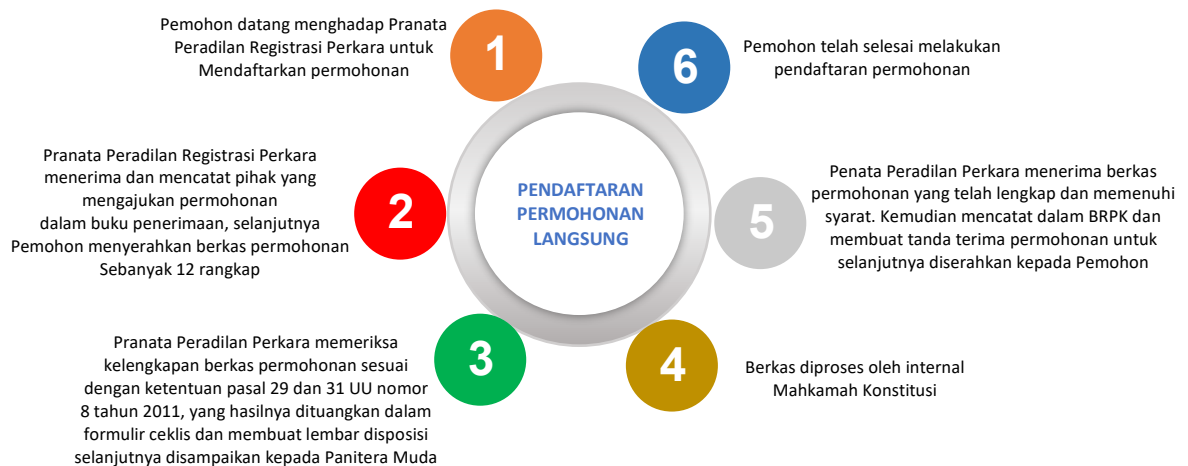 1
Pemohon datang menghadap Pranata
Peradilan Registrasi Perkara untuk
Mendaftarkan permohonan
2
Pranata Peradilan Registrasi Perkara
menerima dan mencatat pihak yang
mengajukan permohonan
dalam buku penerimaan, selanjutnya
Pemohon menyerahkan berkas permohonan
Sebanyak 12 rangkap
3
Pranata Peradilan Perkara memeriksa
kelengkapan berkas permohonan sesuai
dengan ketentuan pasal 29 dan 31 UU nomor
8 tahun 2011, yang hasilnya dituangkan dalam
formulir ceklis dan membuat lembar disposisi
selanjutnya disampaikan kepada Panitera Muda
PENDAFTARAN
PERMOHONAN
LANGSUNG
4
Berkas diproses oleh internal
Mahkamah Konstitusi
5
Penata Peradilan Perkara menerima berkas
permohonan yang telah lengkap dan memenuhi
syarat. Kemudian mencatat dalam BRPK dan
membuat tanda terima permohonan untuk
selanjutnya diserahkan kepada Pemohon
6
Pemohon telah selesai melakukan
pendaftaran permohonan